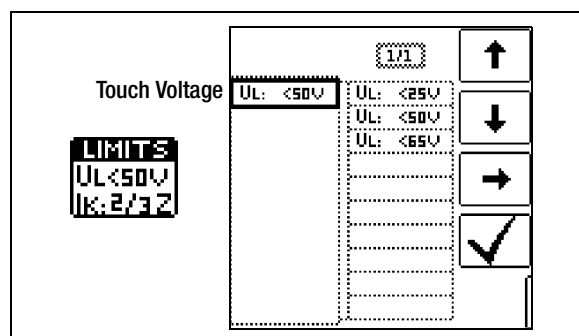 1/1
Touch Voltage
UL: <50V
UL: <25V
UL: <50V
UL: <65V
LIMITS
UL<50V
IK:2/3Z